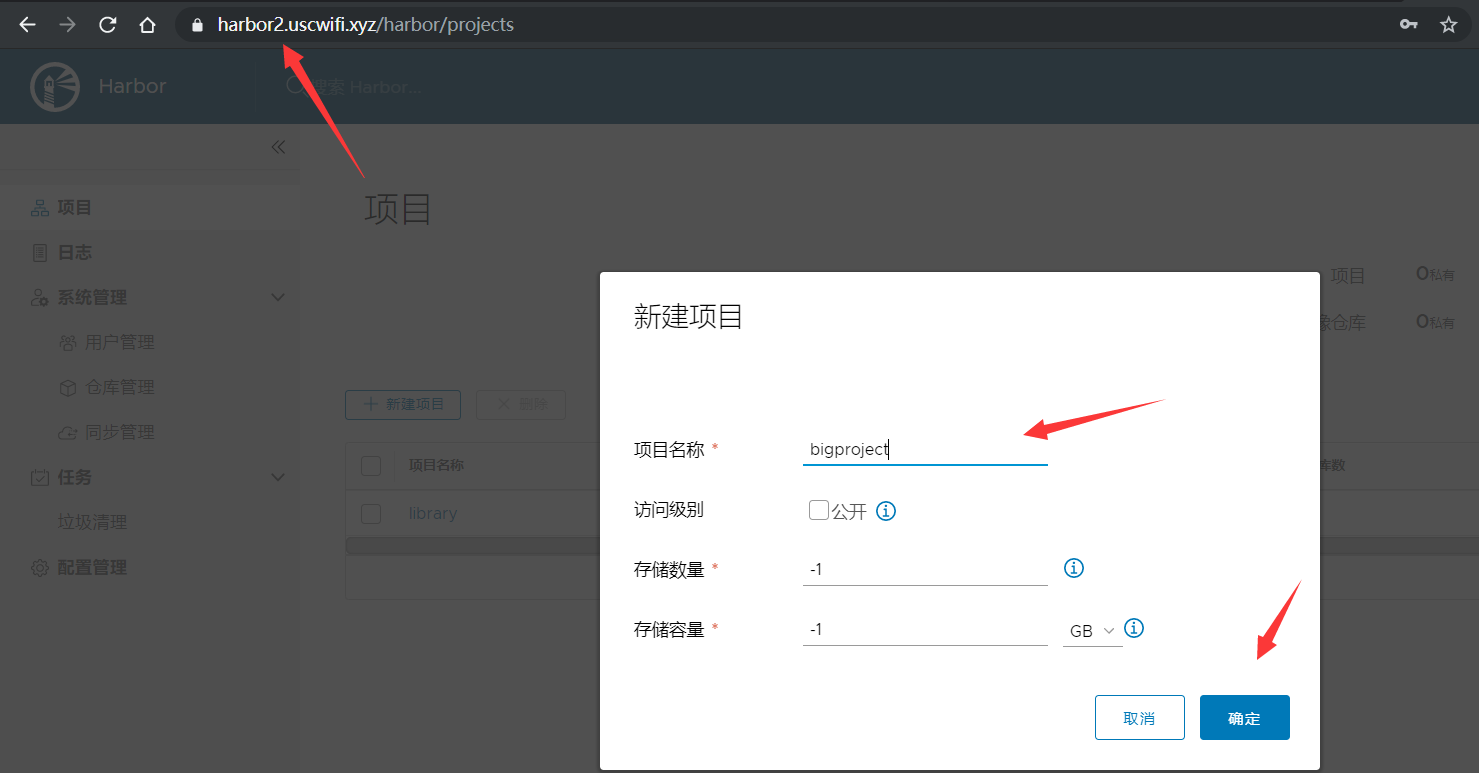 harbor2.uscwifi.xyz/harbor/projects
Harbor
搜索 Harbor...
项目
日志
系统管理
用户管理
仓库管理
同步管理
任务
垃圾清理
配置管理
项目
项目 0私有
像仓库 0私有
新建项目
删除
项目名称
库数
library
新建项目
项目名称 *
bigproject
访问级别
公开
存储数量 *
-1
存储容量 *
-1
GB
取消
确定